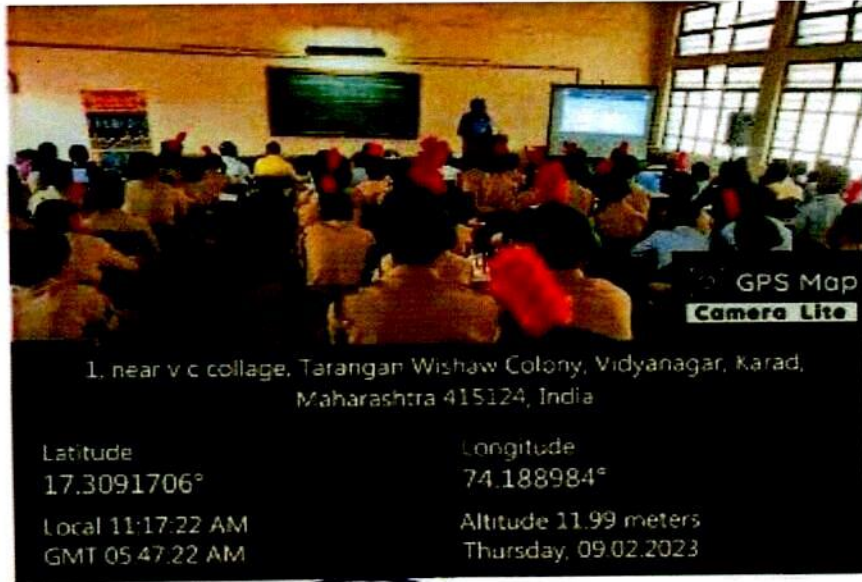 GPS Map
Camera Lite
1, near v c collage, Tarangan Wishaw Colony, Vidyanagar, Karad,
Maharashtra 415124, India
Latitude
17.3091706°
Longitude
74.188984°
Local 11:17:22 AM
GMT 05:47:22 AM
Altitude 11.99 meters
Thursday, 09.02.2023